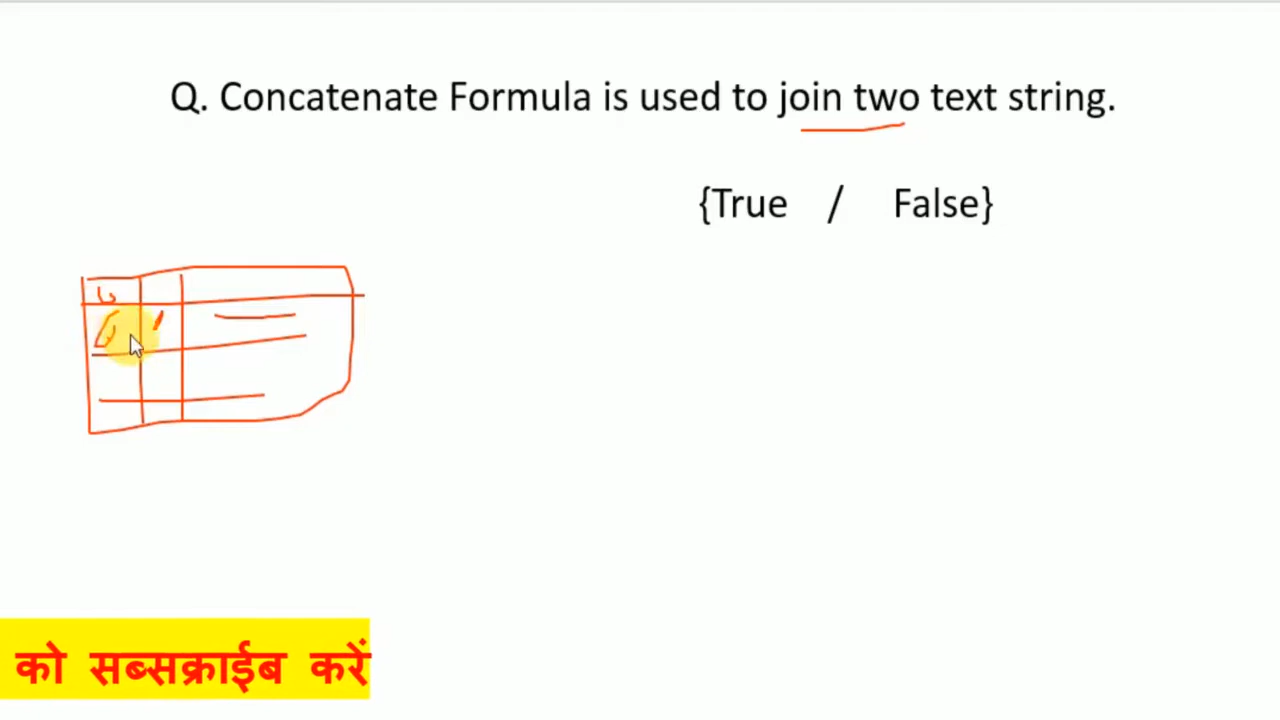 Q. Concatenate Formula is used to join two text string.
{True / False}
को सब्सक्राईब करें